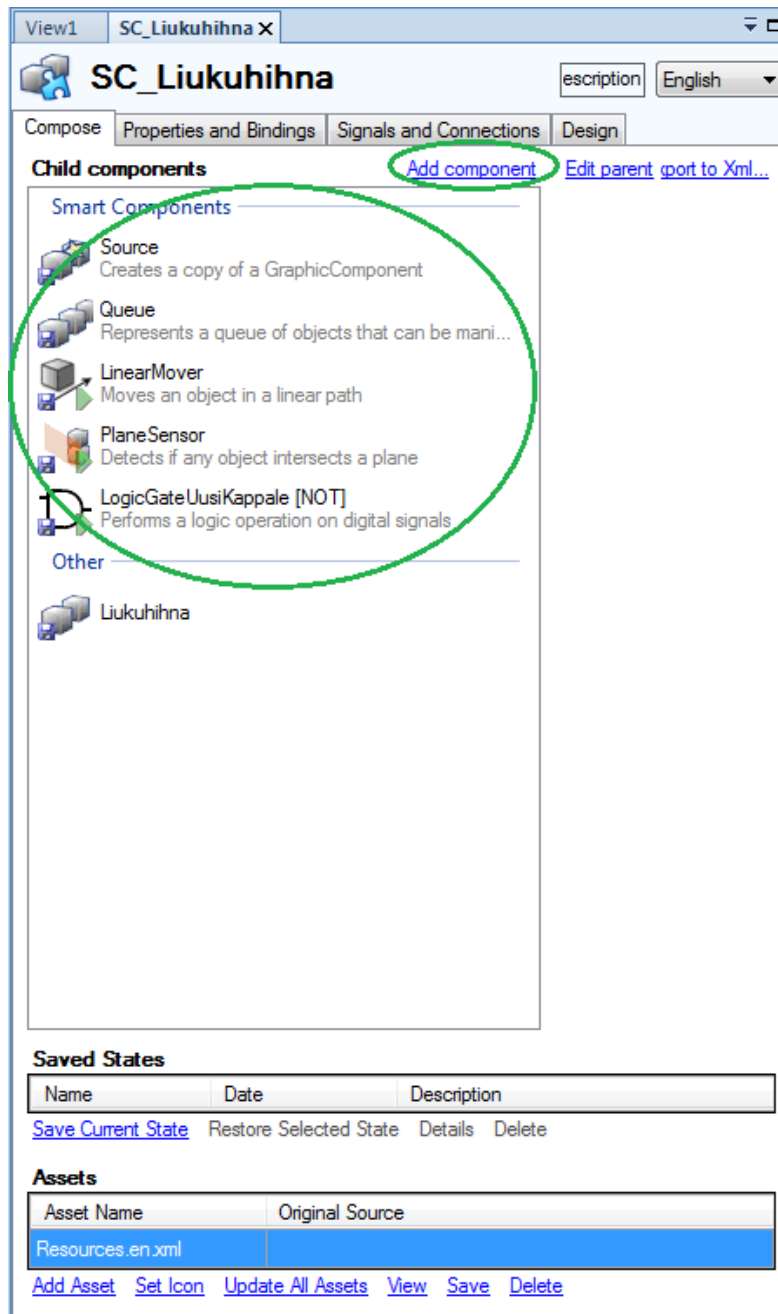 View1 SC_Liukuhihna
SC_Liukuhihna escription English
Compose Properties and Bindings Signals and Connections Design
Child components Add component Edit parent port to Xml...
Smart Components
Source
Creates a copy of a GraphicComponent
Queue
Represents a queue of objects that can be mani...
LinearMover
Moves an object in a linear path
PlaneSensor
Detects if any object intersects a plane
LogicGateUusiKappale [NOT]
Performs a logic operation on digital signals
Other
Liukuhihna
Saved States
Name Date Description
Save Current State Restore Selected State Details Delete
Assets
Asset Name Original Source
Resources.en.xml
Add Asset Set Icon Update All Assets View Save Delete